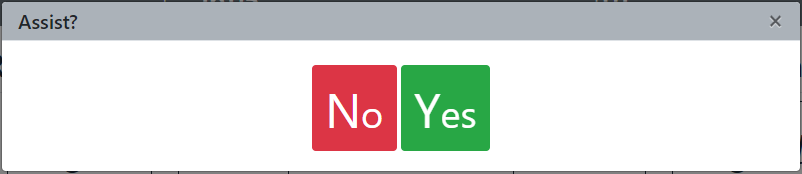 Assist? ×
No Yes